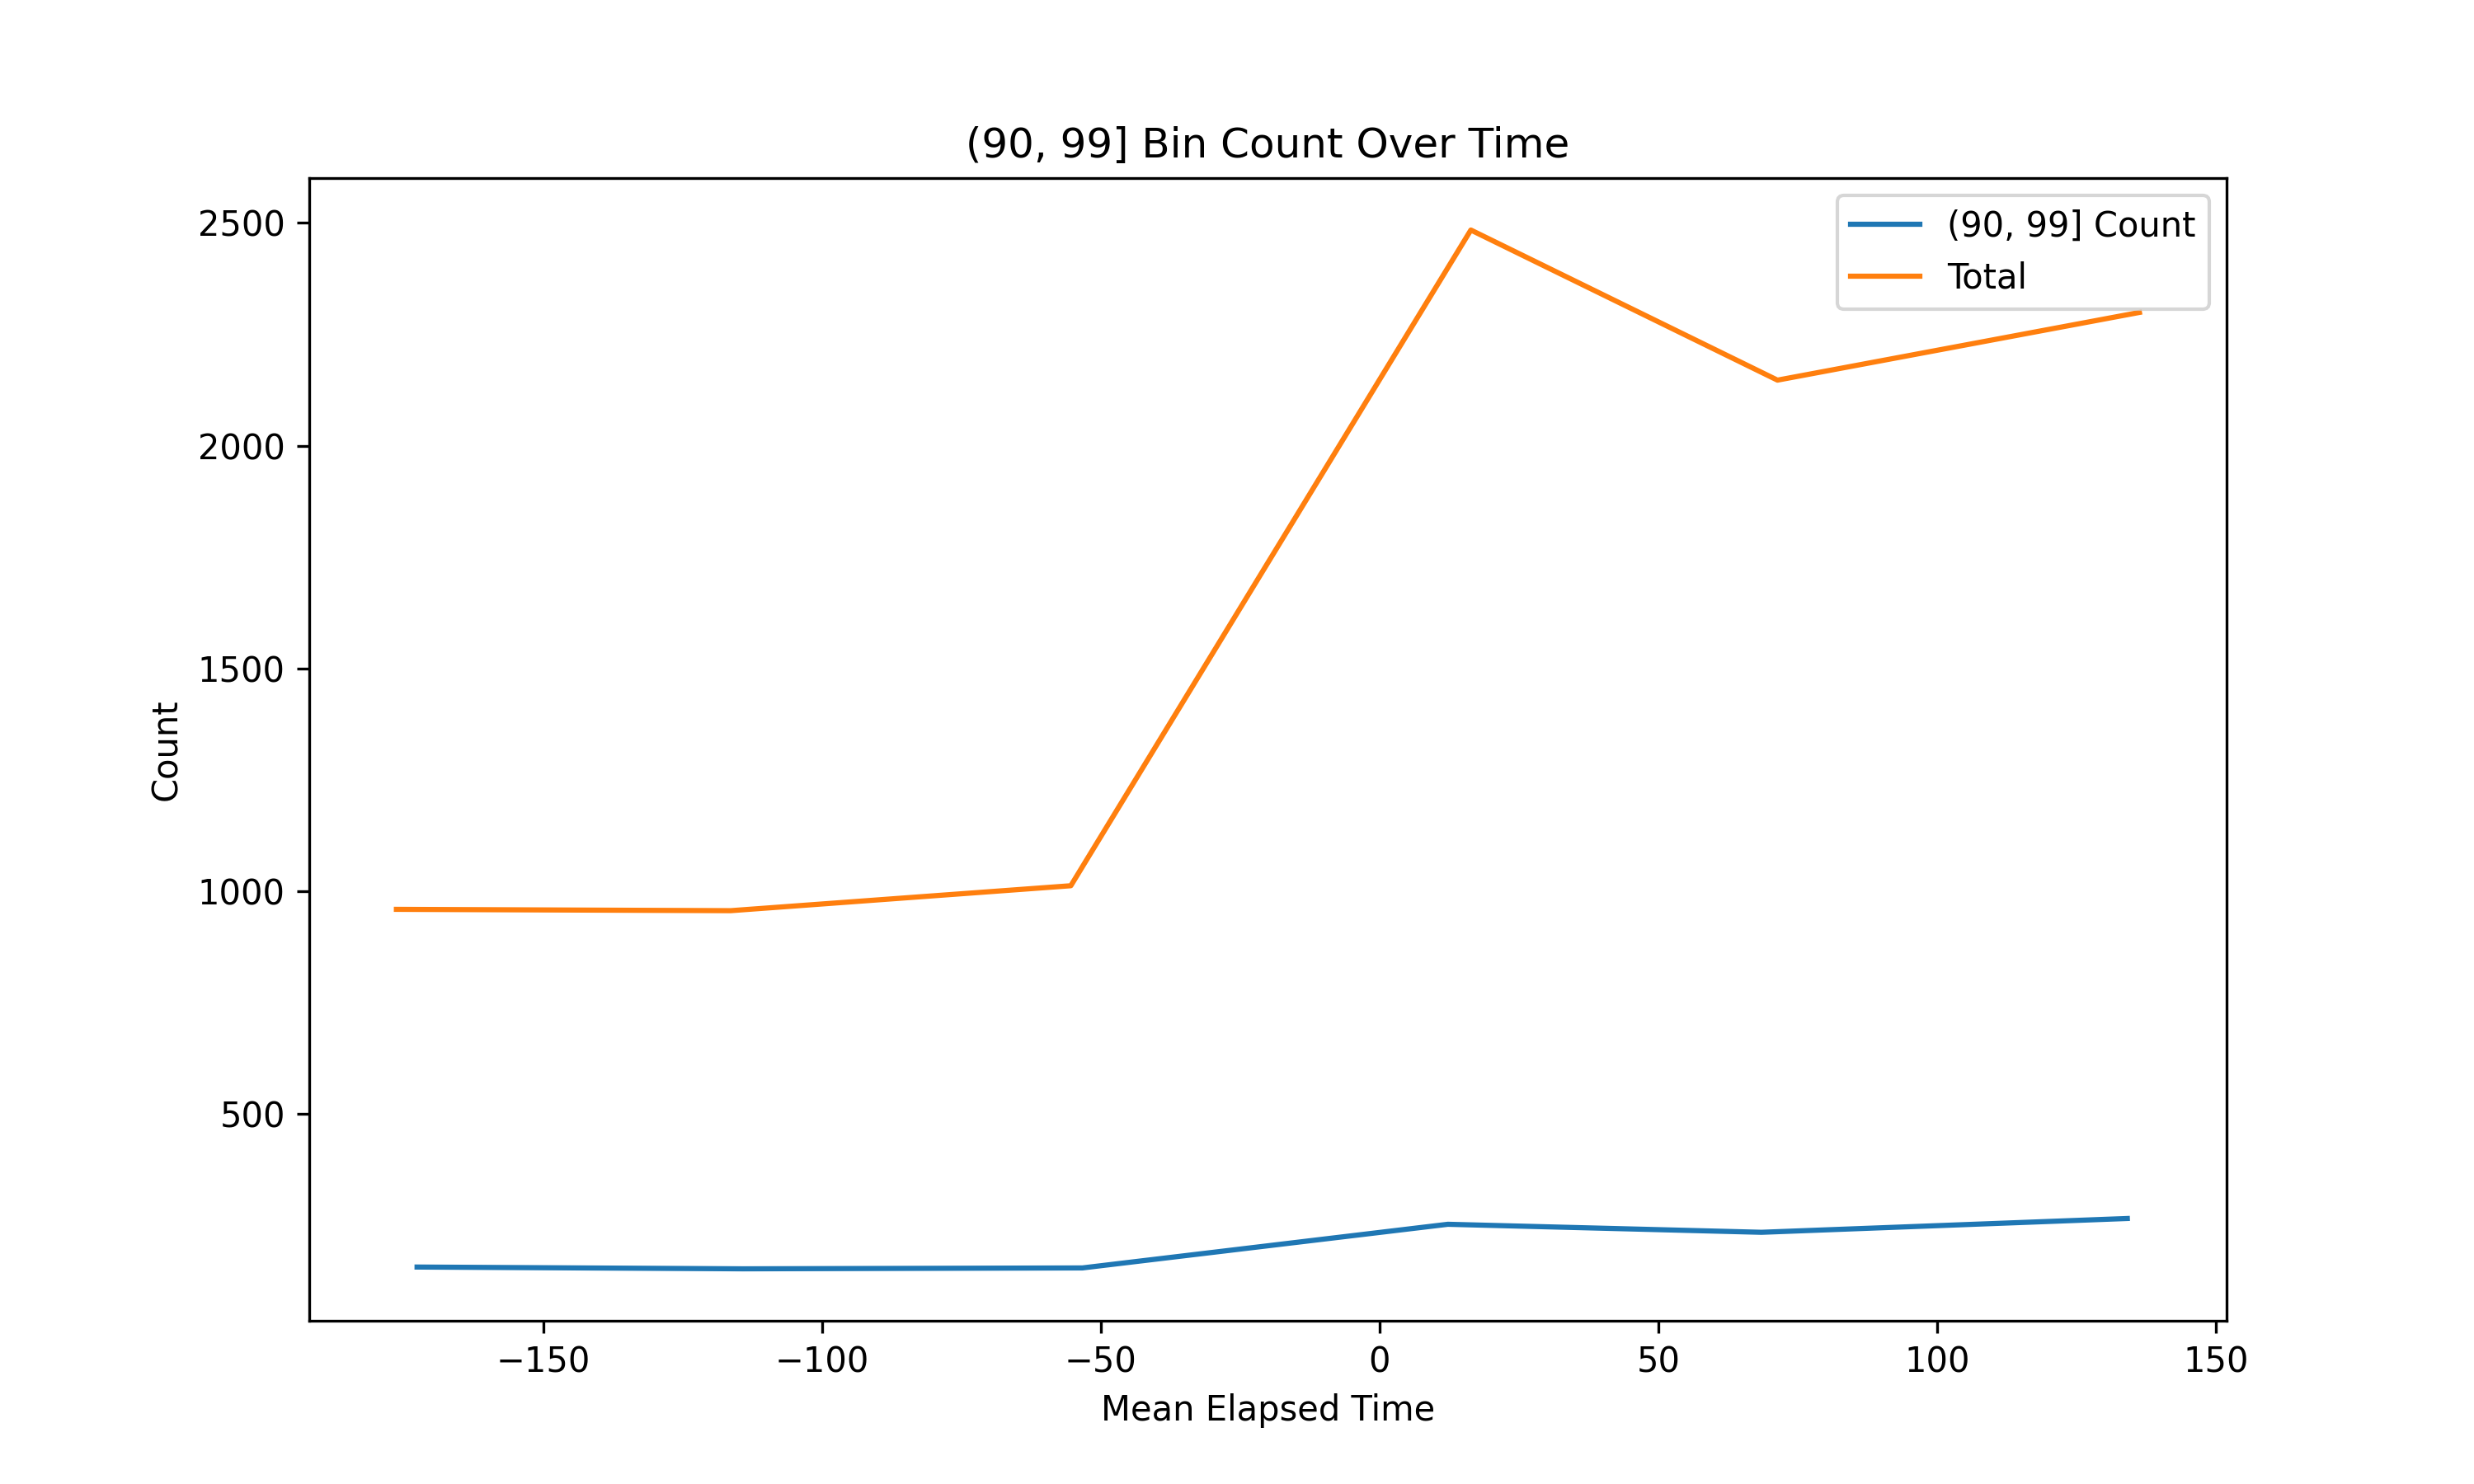 (90, 99] Bin Count Over Time
(90, 99] Count
Total
2500
2000
1500
1000
500
Count
−150 −100 −50 0 50 100 150
Mean Elapsed Time